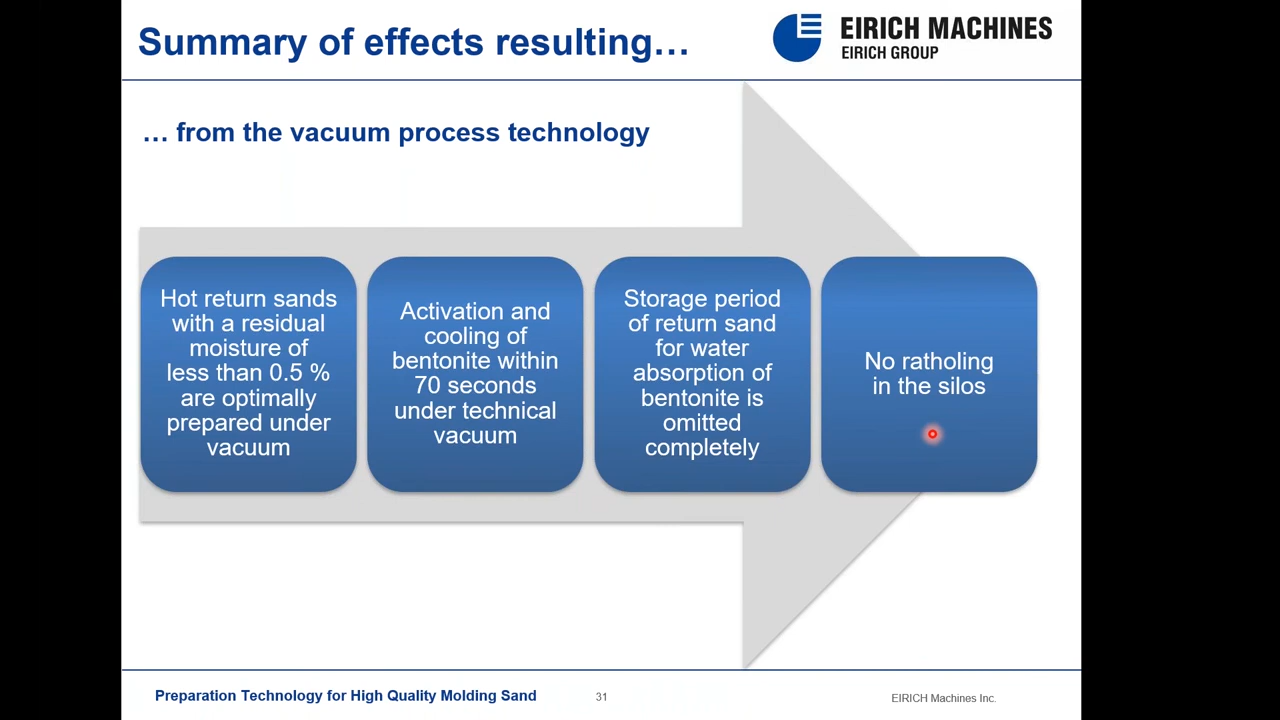 Summary of effects resulting…
EIRICH MACHINES
EIRICH GROUP
… from the vacuum process technology
Hot return sands
with a residual
moisture of
less than 0.5 %
are optimally
prepared under
vacuum
Activation and
cooling of
bentonite within
70 seconds
under technical
vacuum
Storage period
of return sand
for water
absorption of
bentonite is
omitted
completely
No ratholing
in the silos
Preparation Technology for High Quality Molding Sand
31
EIRICH Machines Inc.